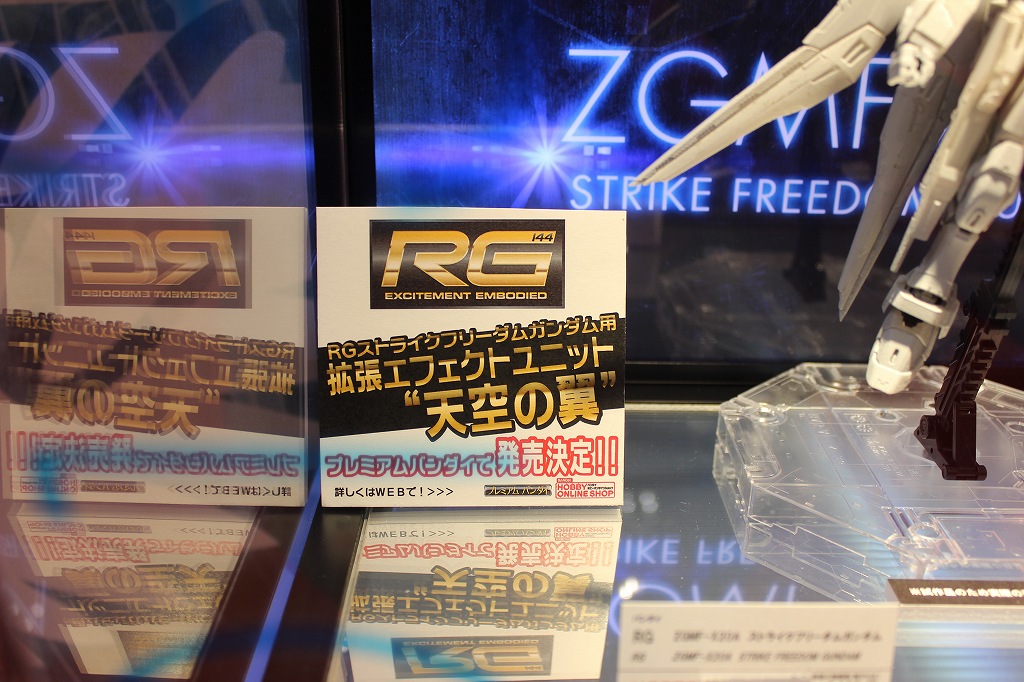 ZGMF
STRIKE FREEDOM
RG
144
EXCITEMENT EMBODIED
RGストライクフリーダムガンダム用
拡張エフェクトユニット
“天空の翼”
プレミアムバンダイで発売決定!!
詳しくはWEBで!>>>
プレミアム バンダイ
HOBBY
ONLINE SHOP
RG ZGMF-X20A ストライクフリーダムガンダム
RG ZGMF-X20A STRIKE FREEDOM GUNDAM